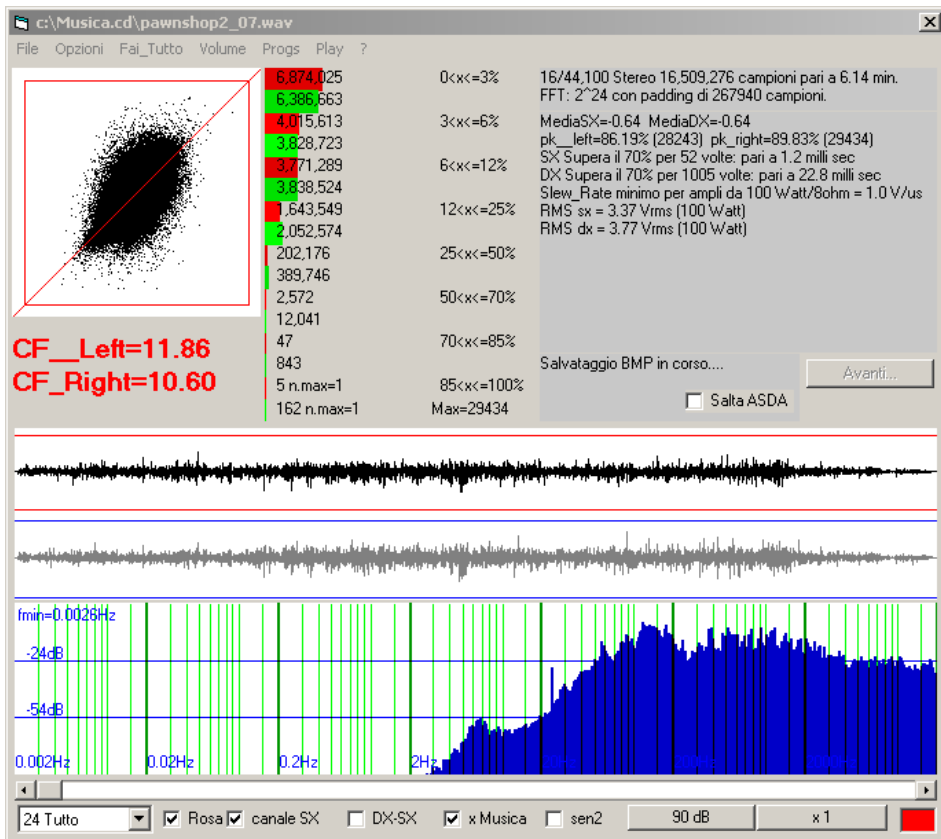 c:\Musica.cd\pawnshop2_07.wav
File Opzioni Fai_Tutto Volume Progs Play ?
6,874,025 0<x<=3%
6,386,663
4,015,613 3<x<=6%
3,828,723
3,771,289 6<x<=12%
3,838,524
1,643,549 12<x<=25%
2,052,574
202,176 25<x<=50%
389,746
2,572 50<x<=70%
12,041
47 70<x<=85%
843
5 n.max=1 85<x<=100%
162 n.max=1 Max=29434
16/44,100 Stereo 16,509,276 campioni pari a 6.14 min.
FFT: 2^24 con padding di 267940 campioni.
MediaSX=-0.64 MediaDX=-0.64
pk__left=86.19% (28243) pk_right=89.83% (29434)
SX Supera il 70% per 52 volte: pari a 1.2 milli sec
DX Supera il 70% per 1005 volte: pari a 22.8 milli sec
Slew_Rate minimo per ampli da 100 Watt/8ohm = 1.0 V/us
RMS sx = 3.37 Vrms (100 Watt)
RMS dx = 3.77 Vrms (100 Watt)
CF__Left=11.86
CF_Right=10.60
Salvataggio BMP in corso....
Avanti...
Salta ASDA
fmin=0.0026Hz
-24dB
-54dB
0.002Hz 0.02Hz 0.2Hz 2Hz
24 Tutto Rosa canale SX DX-SX x Musica sen2 90 dB x 1